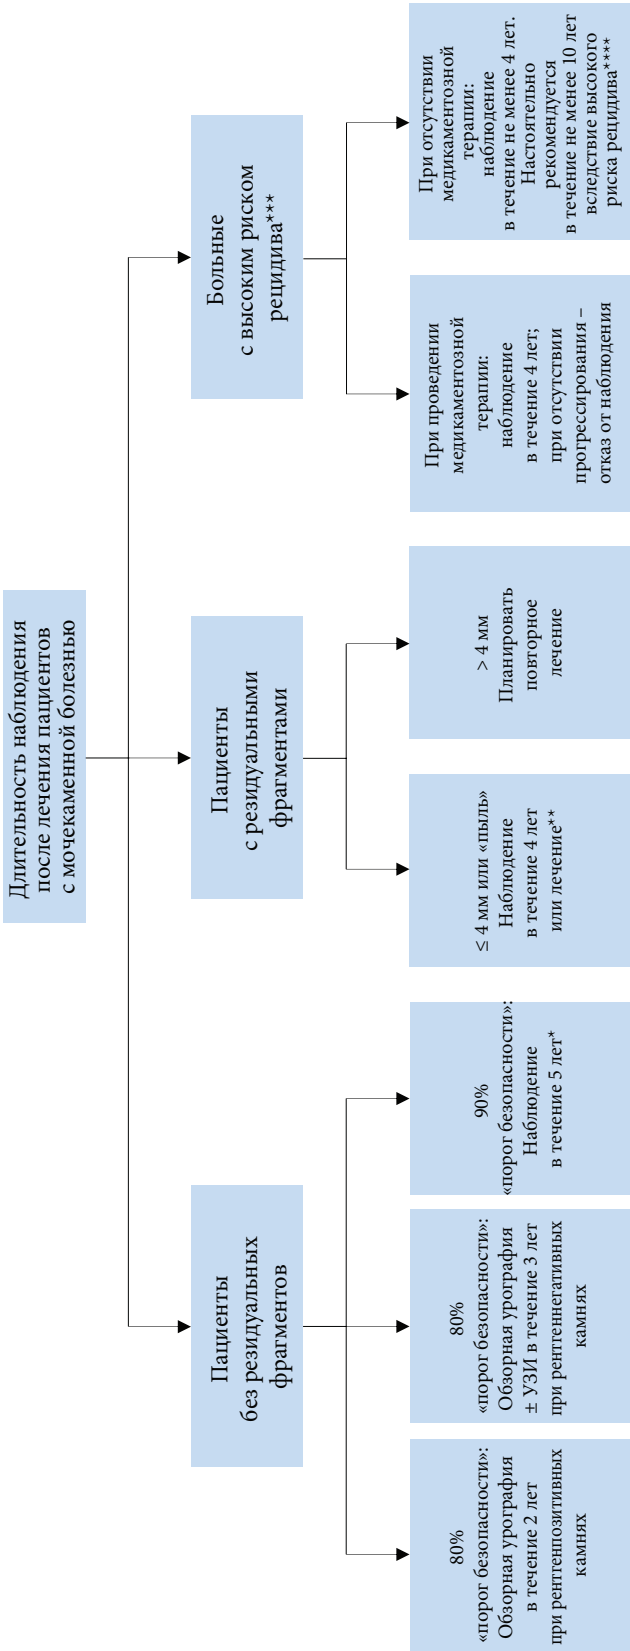 Длительность наблюдения
после лечения пациентов
с мочекаменной болезнью
Пациенты
без резидуальных
фрагментов
Пациенты
с резидуальными
фрагментами
Больные
с высоким риском
рецидива***
80%
«порог безопасности»:
Обзорная урография
в течение 2 лет
при рентгенпозитивных
камнях
80%
«порог безопасности»:
Обзорная урография
± УЗИ в течение 3 лет
при рентгеннегативных
камнях
90%
«порог безопасности»:
Наблюдение
в течение 5 лет*
≤ 4 мм или «пыль»
Наблюдение
в течение 4 лет
или лечение**
> 4 мм
Планировать
повторное
лечение
При проведении
медикаментозной
терапии:
наблюдение
в течение 4 лет;
при отсутствии
прогрессирования –
отказ от наблюдения
При отсутствии
медикаментозной
терапии:
наблюдение
в течение не менее 4 лет.
Настоятельно
рекомендуется
в течение не менее 10 лет
вследствие высокого
риска рецидива****